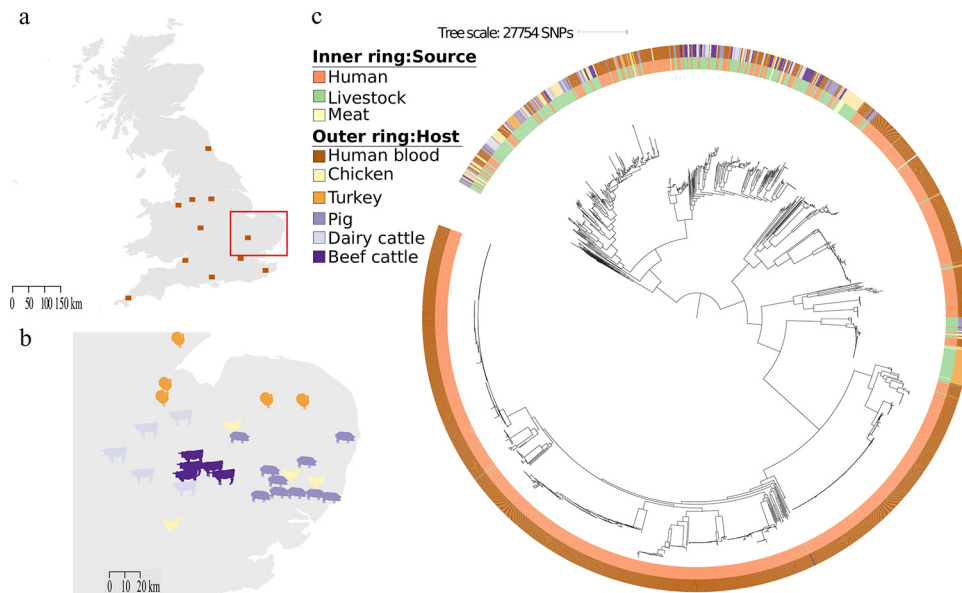 a
0 50 100 150 km
b
0 10 20 km
c
Tree scale: 27754 SNPs
Inner ring:Source
Human
Livestock
Meat
Outer ring:Host
Human blood
Chicken
Turkey
Pig
Dairy cattle
Beef cattle